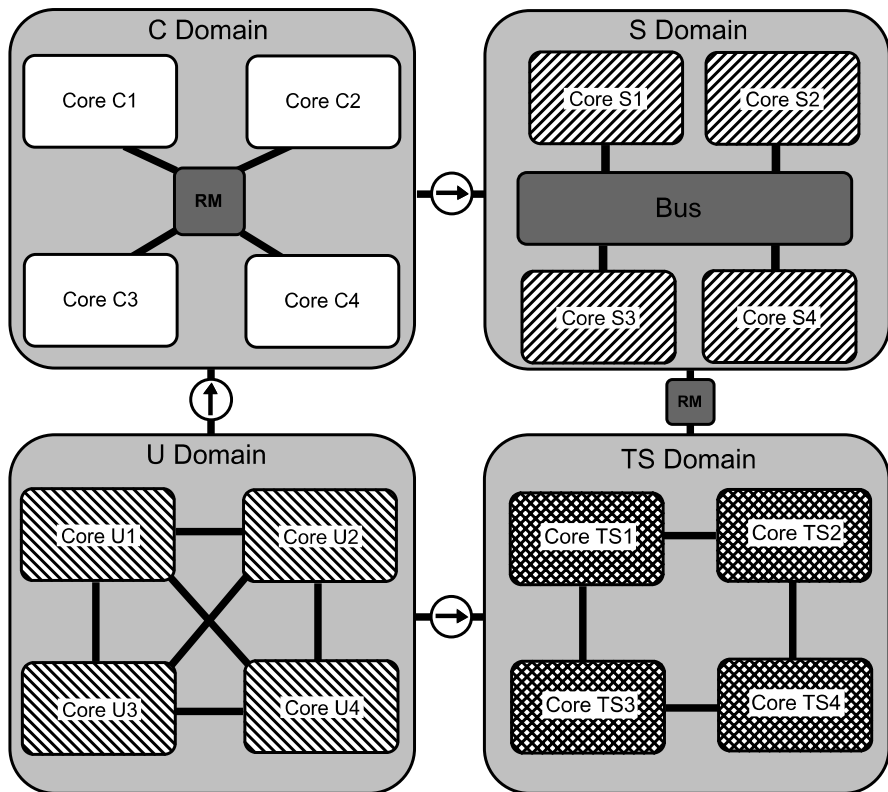 C Domain
Core C1
Core C2
RM
Core C3
Core C4
S Domain
Core S1
Core S2
Bus
Core S3
Core S4
RM
U Domain
Core U1
Core U2
Core U3
Core U4
TS Domain
Core TS1
Core TS2
Core TS3
Core TS4